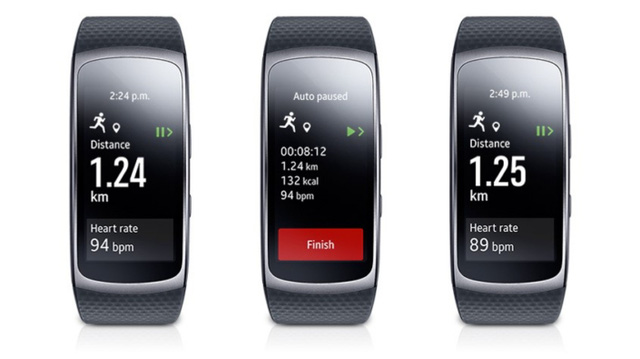 2:24 p.m.
Distance
1.24
km
Heart rate
94 bpm
Auto paused
00:08:12
1.24 km
132 kcal
94 bpm
Finish
2:49 p.m.
Distance
1.25
km
Heart rate
89 bpm